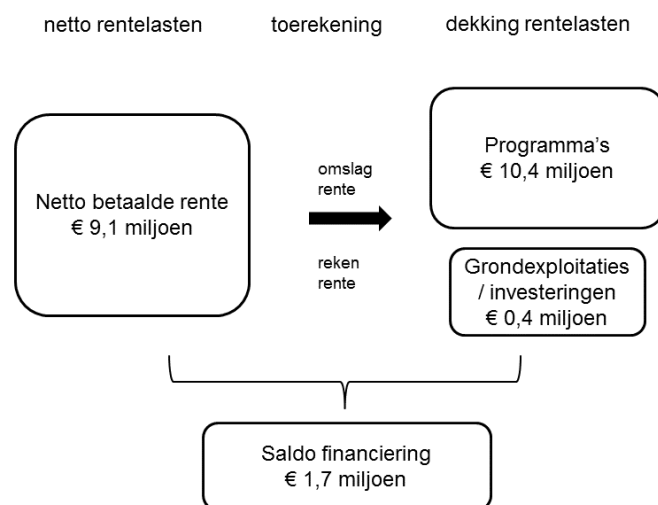 netto rentelasten
toerekening
dekking rentelasten
Netto betaalde rente
€ 9,1 miljoen
omslag
rente
reken
rente
Programma's
€ 10,4 miljoen
Grondexploitaties
/ investeringen
€ 0,4 miljoen
Saldo financiering
€ 1,7 miljoen